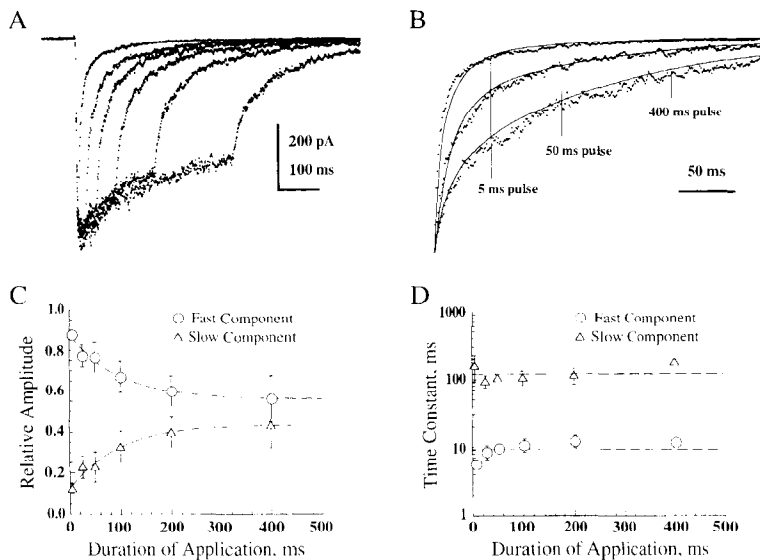 A
200 pA
100 ms
B
400 ms pulse
50 ms pulse
5 ms pulse
50 ms
C
1.0
0.8
0.6
0.4
0.2
0.0
0 100 200 300 400 500
Relative Amplitude
Duration of Application, ms
Fast Component
Slow Component
D
1000
100
10
1
0 100 200 300 400 500
Time Constant, ms
Duration of Application, ms
Fast Component
Slow Component